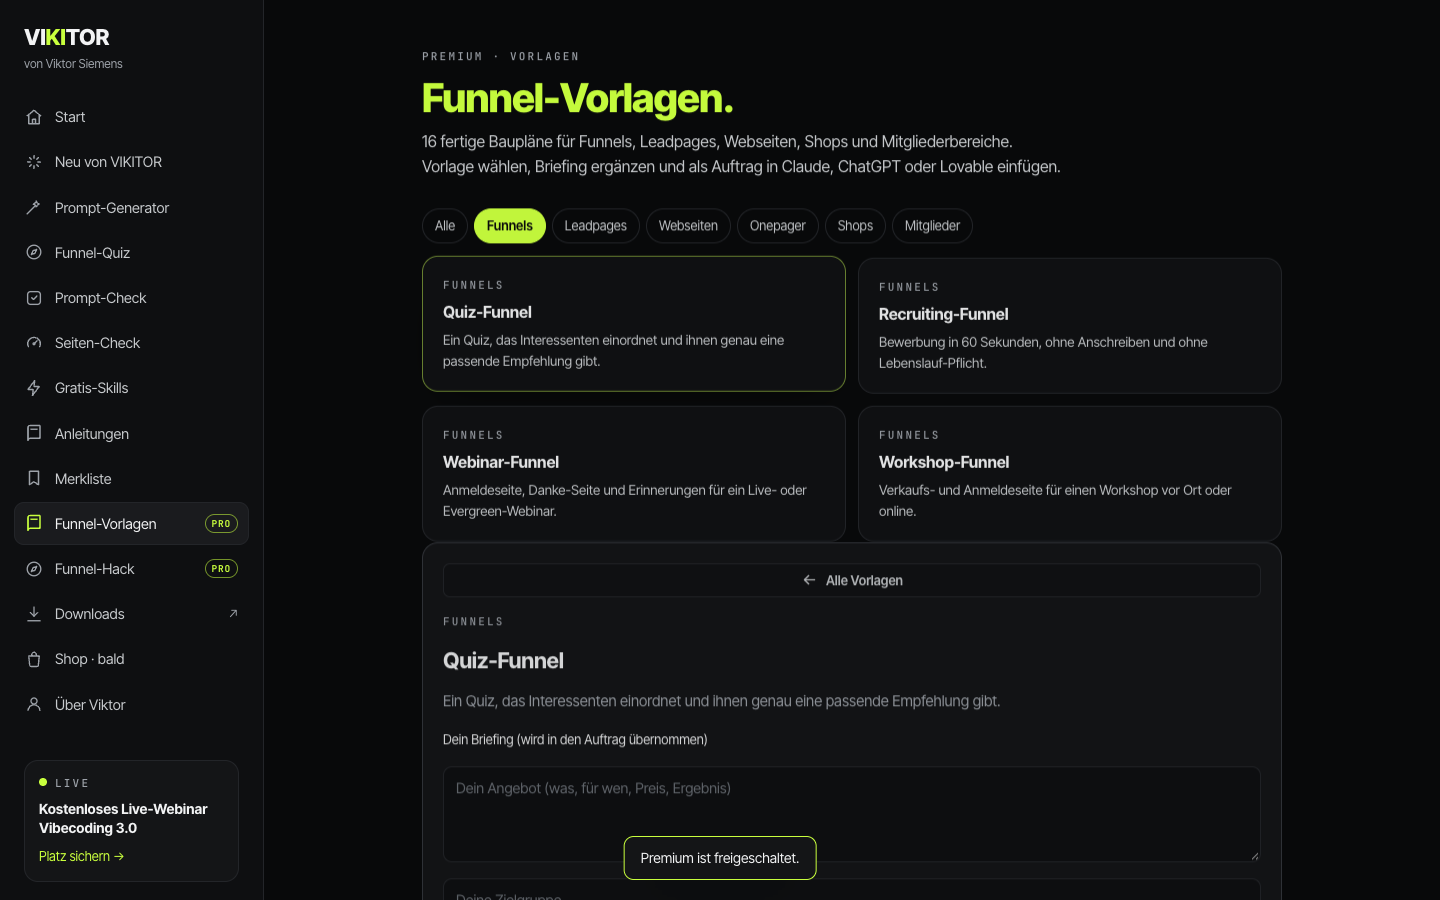 VIKITOR
von Viktor Siemens
Start
Neu von VIKITOR
Prompt-Generator
Funnel-Quiz
Prompt-Check
Seiten-Check
Gratis-Skills
Anleitungen
Merkliste
Funnel-Vorlagen PRO
Funnel-Hack PRO
Downloads
Shop · bald
Über Viktor
LIVE
Kostenloses Live-Webinar
Vibecoding 3.0
Platz sichern →
PREMIUM · VORLAGEN
Funnel-Vorlagen.
16 fertige Baupläne für Funnels, Leadpages, Webseiten, Shops und Mitgliederbereiche.
Vorlage wählen, Briefing ergänzen und als Auftrag in Claude, ChatGPT oder Lovable einfügen.
Alle Funnels Leadpages Webseiten Onepager Shops Mitglieder
FUNNELS
Quiz-Funnel
Ein Quiz, das Interessenten einordnet und ihnen genau eine
passende Empfehlung gibt.
FUNNELS
Recruiting-Funnel
Bewerbung in 60 Sekunden, ohne Anschreiben und ohne
Lebenslauf-Pflicht.
FUNNELS
Webinar-Funnel
Anmeldeseite, Danke-Seite und Erinnerungen für ein Live- oder
Evergreen-Webinar.
FUNNELS
Workshop-Funnel
Verkaufs- und Anmeldeseite für einen Workshop vor Ort oder
online.
← Alle Vorlagen
FUNNELS
Quiz-Funnel
Ein Quiz, das Interessenten einordnet und ihnen genau eine passende Empfehlung gibt.
Dein Briefing (wird in den Auftrag übernommen)
Dein Angebot (was, für wen, Preis, Ergebnis)
Premium ist freigeschaltet.
Deine Zielgruppe